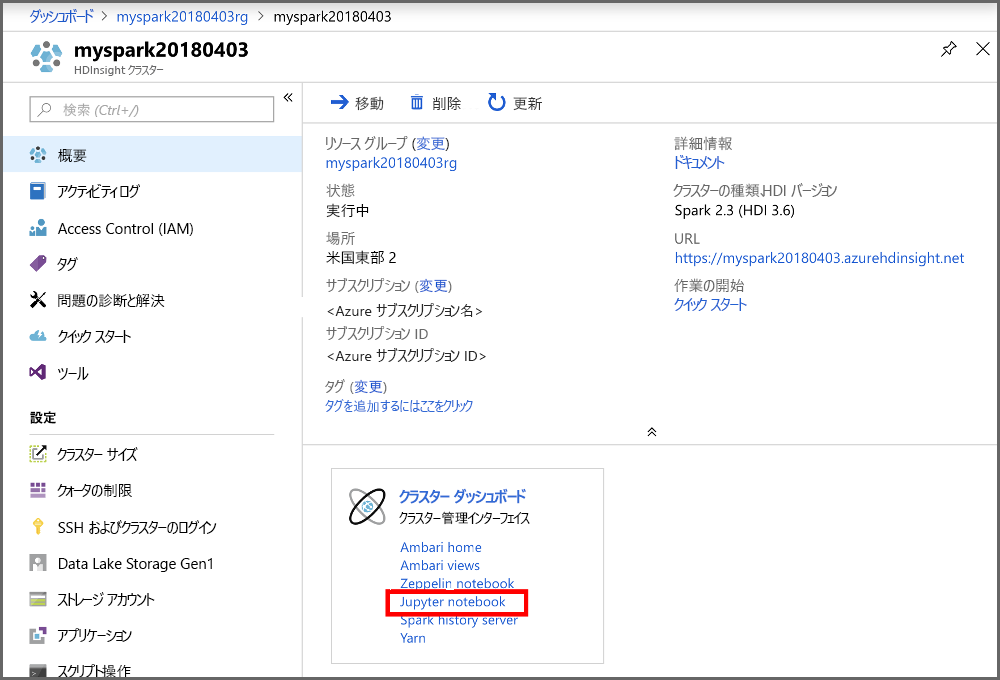 ダッシュボード > myspark20180403rg > myspark20180403
myspark20180403
HDInsight クラスター
検索 (Ctrl+/)
概要
アクティビティ ログ
Access Control (IAM)
タグ
問題の診断と解決
クイック スタート
ツール
設定
クラスター サイズ
クォータの制限
SSH およびクラスターのログイン
Data Lake Storage Gen1
ストレージ アカウント
アプリケーション
スクリプト操作
移動 削除 更新
リソース グループ (変更)
myspark20180403rg
状態
実行中
場所
米国東部 2
サブスクリプション (変更)
<Azure サブスクリプション名>
サブスクリプション ID
<Azure サブスクリプション ID>
タグ (変更)
タグを追加するにはここをクリック
詳細情報
ドキュメント
クラスターの種類、HDI バージョン
Spark 2.3 (HDI 3.6)
URL
https://myspark20180403.azurehdinsight.net
作業の開始
クイック スタート
クラスター ダッシュボード
クラスター管理インターフェイス
Ambari home
Ambari views
Zeppelin notebook
Jupyter notebook
Spark history server
Yarn